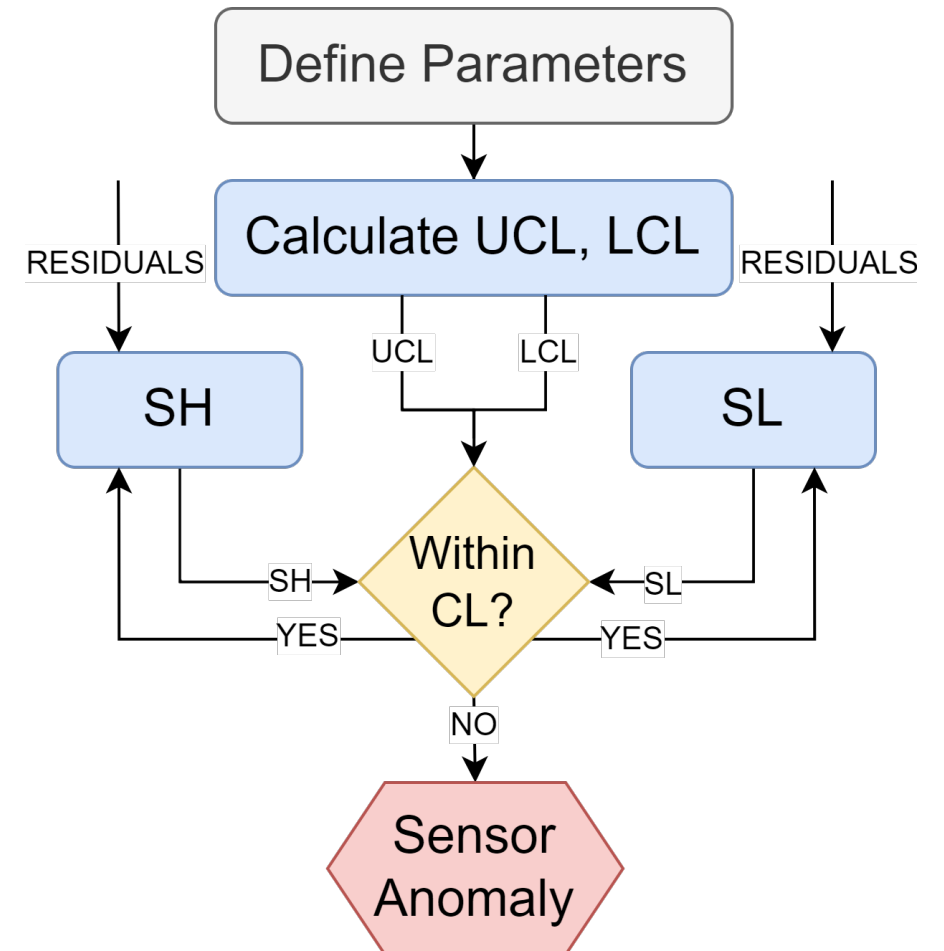 Define Parameters
Calculate UCL, LCL
RESIDUALS
RESIDUALS
UCL
LCL
SH
SL
Within
CL?
SH
SL
YES
YES
NO
Sensor
Anomaly